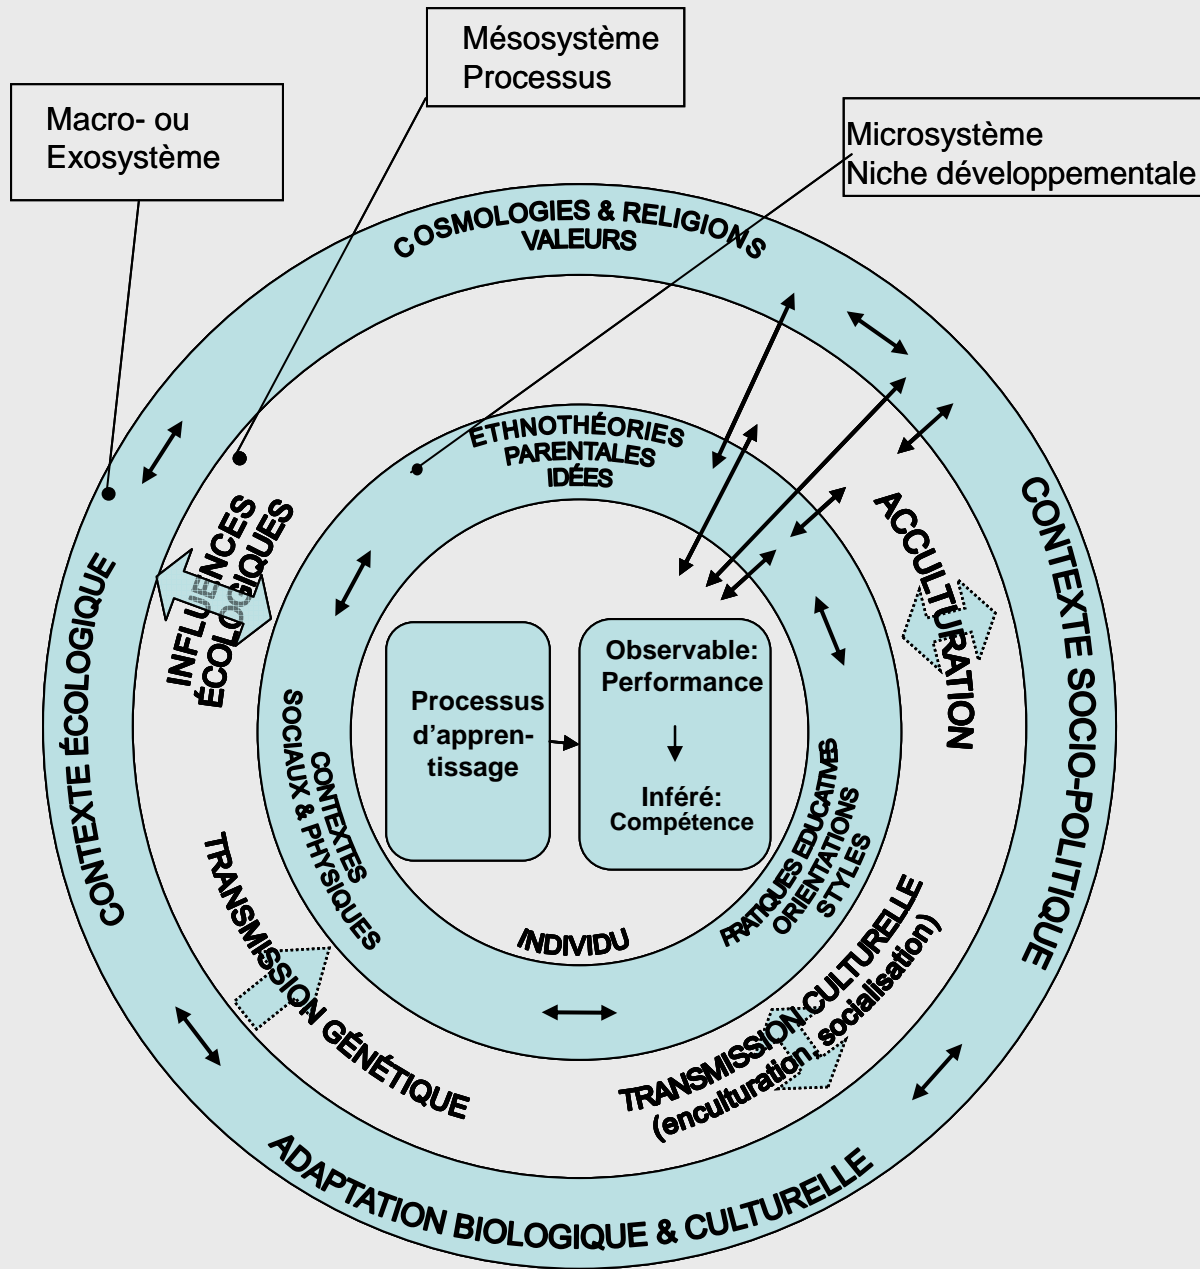 Mésosystème
Processus
Macro- ou
Exosystème
Microsystème
Niche développementale
COSMOLOGIES & RELIGIONS
VALEURS
ÉTHNOTHÉORIES
PARENTALES
IDÉES
INFLUENCES
ÉCOLOGIQUES
ACCULTURATION
CONTEXTE ÉCOLOGIQUE
CONTEXTE SOCIO-POLITIQUE
Processus
d'appren-
tissage
Observable:
Performance
Inféré:
Compétence
CONTEXTES
SOCIAUX & PHYSIQUES
PRATIQUES EDUCATIVES
ORIENTATIONS
STYLES
INDIVIDU
TRANSMISSION GÉNÉTIQUE
TRANSMISSION CULTURELLE
(enculturation, socialisation)
ADAPTATION BIOLOGIQUE & CULTURELLE